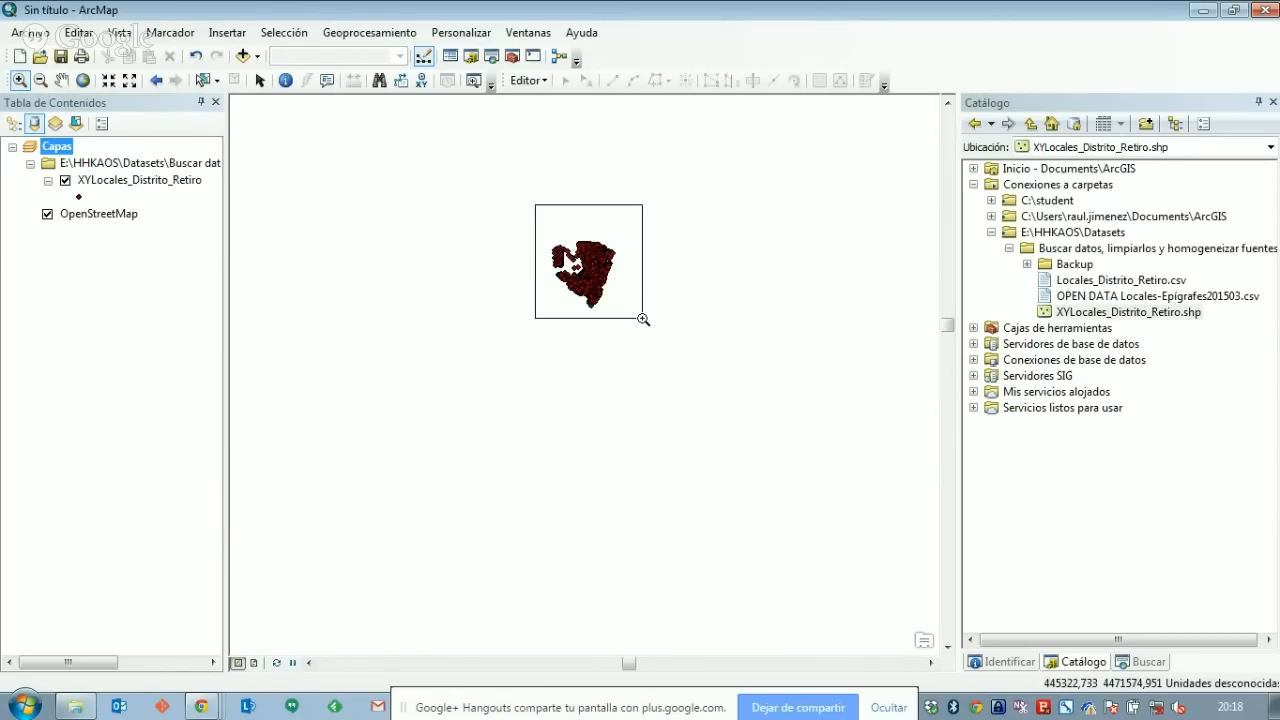 Sin título - ArcMap
Archivo Editar Vista Marcador Insertar Selección Geoprocesamiento Personalizar Ventanas Ayuda
Google
Editor
Tabla de Contenidos
Catálogo
Capas
E:\HHKAOS\Datasets\Buscar dat
XYLocales_Distrito_Retiro
OpenStreetMap
Ubicación: XYLocales_Distrito_Retiro.shp
Inicio - Documents\ArcGIS
Conexiones a carpetas
C:\student
C:\Users\raul.jimenez\Documents\ArcGIS
E:\HHKAOS\Datasets
Buscar datos, limpiarlos y homogeneizar fuentes
Backup
Locales_Distrito_Retiro.csv
OPEN DATA Locales-Epígrafes201503.csv
XYLocales_Distrito_Retiro.shp
Cajas de herramientas
Servidores de base de datos
Conexiones de base de datos
Servidores SIG
Mis servicios alojados
Servicios listos para usar
Identificar Catálogo Buscar
445322,733 4471574,951 Unidades desconocida
Google+ Hangouts comparte tu pantalla con plus.google.com. Dejar de compartir Ocultar
20:18